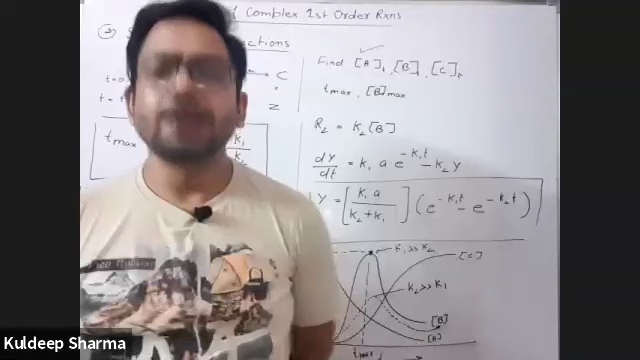 Complex 1st Order Rxns
②
ctions
Find [A]t, [B]t, [C]t
t=0
C
t = t
Z
tmax, [B]max
R2 = K2[B]
tmax
K1
dY/dt = K1 a e^-K1t - K2 Y
Y = [K1 a / K2+K1] (e^-K1t - e^-K2t)
K1 >> K2
[C]
K2 >> K1
[B]
[A]
tmax
Kuldeep Sharma